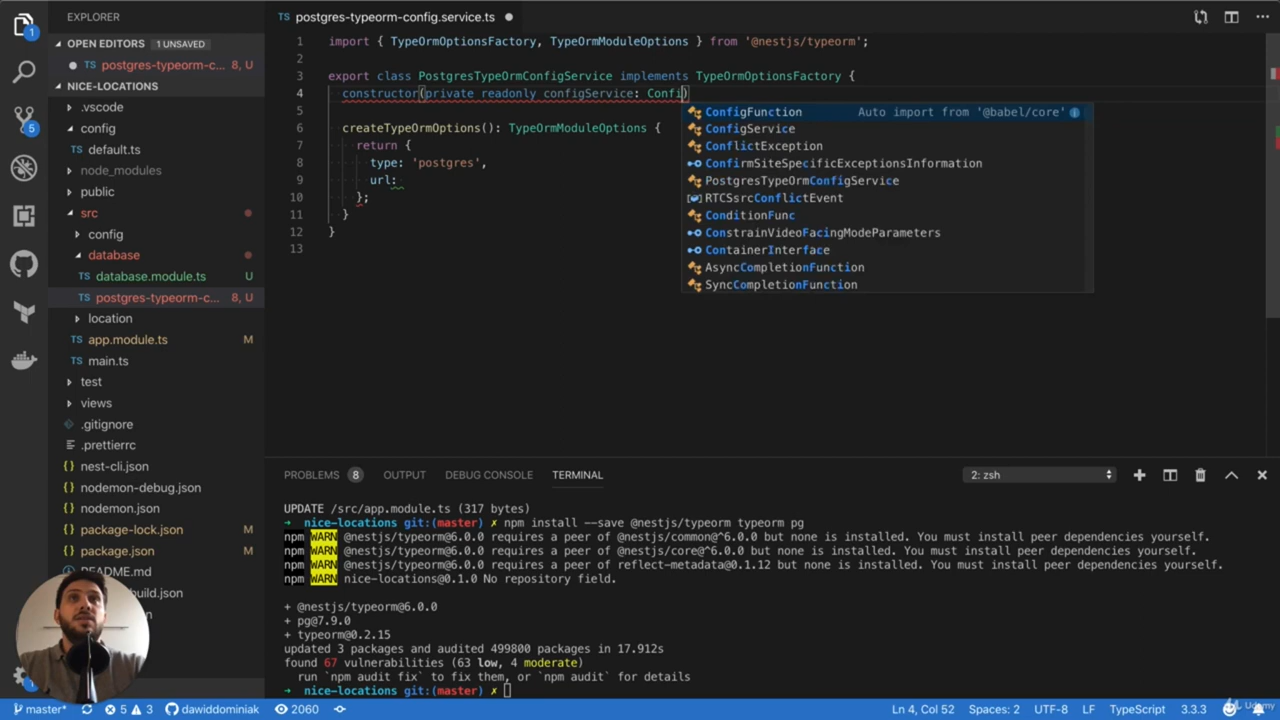 EXPLORER
OPEN EDITORS 1 UNSAVED
postgres-typeorm-c... 8, U
NICE-LOCATIONS
.vscode
config
TS default.ts
node_modules
public
src
config
database
TS database.module.ts U
TS postgres-typeorm-c... 8, U
location
TS app.module.ts M
TS main.ts
test
views
.gitignore
.prettierrc
{} nest-cli.json
{} nodemon-debug.json
{} nodemon.json
{} package-lock.json M
{} package.json M
README.md
build.json
1
5
TS postgres-typeorm-config.service.ts
1 import { TypeOrmOptionsFactory, TypeOrmModuleOptions } from '@nestjs/typeorm';
2
3 export class PostgresTypeOrmConfigService implements TypeOrmOptionsFactory {
4 constructor(private readonly configService: Confi)
5
6 createTypeOrmOptions(): TypeOrmModuleOptions {
7 return {
8 type: 'postgres',
9 url:
10 };
11 }
12 }
13
ConfigFunction Auto import from '@babel/core'
ConfigService
ConflictException
ConfirmSiteSpecificExceptionsInformation
PostgresTypeOrmConfigService
RTCSsrcConflictEvent
ConditionFunc
ConstrainVideoFacingModeParameters
ContainerInterface
AsyncCompletionFunction
SyncCompletionFunction
PROBLEMS 8 OUTPUT DEBUG CONSOLE TERMINAL 2: zsh
UPDATE /src/app.module.ts (317 bytes)
➜ nice-locations git:(master) ✗ npm install --save @nestjs/typeorm typeorm pg
npm WARN @nestjs/typeorm@6.0.0 requires a peer of @nestjs/common@^6.0.0 but none is installed. You must install peer dependencies yourself.
npm WARN @nestjs/typeorm@6.0.0 requires a peer of @nestjs/core@^6.0.0 but none is installed. You must install peer dependencies yourself.
npm WARN @nestjs/typeorm@6.0.0 requires a peer of reflect-metadata@0.1.12 but none is installed. You must install peer dependencies yourself.
npm WARN nice-locations@0.1.0 No repository field.
+ @nestjs/typeorm@6.0.0
+ pg@7.9.0
+ typeorm@0.2.15
updated 3 packages and audited 499800 packages in 17.912s
found 67 vulnerabilities (63 low, 4 moderate)
run `npm audit fix` to fix them, or `npm audit` for details
➜ nice-locations git:(master) ✗
master* 5 3 dawiddominiak 2060 Ln 4, Col 52 Spaces: 2 UTF-8 LF TypeScript 3.3.3
Udemy